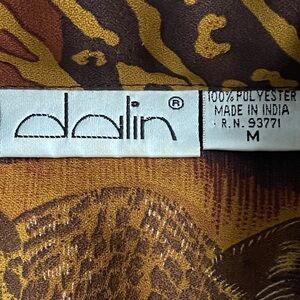 dalin®
100% POLYESTER
MADE IN INDIA
R.N. 93771
M